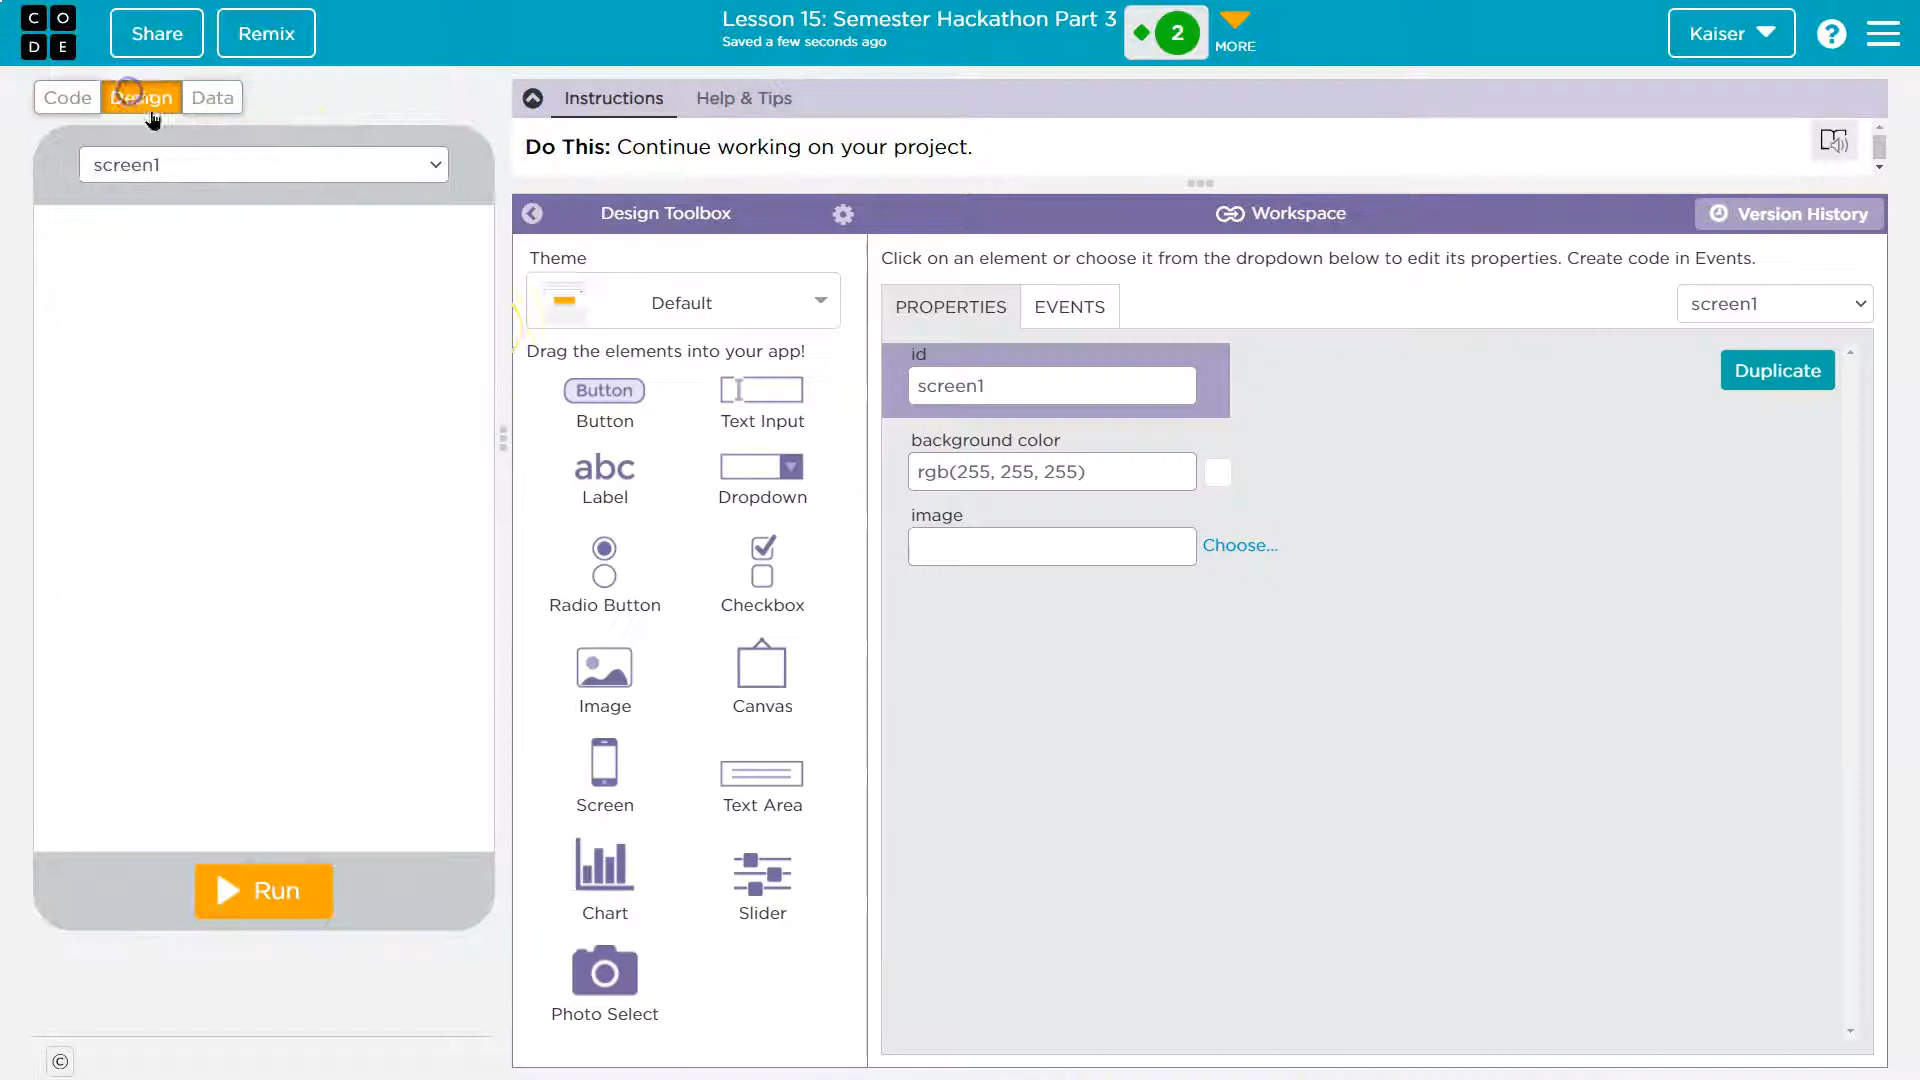 C O
D E
Share
Remix
Lesson 15: Semester Hackathon Part 3
Saved a few seconds ago
2
MORE
Kaiser
?
Code
Design
Data
screen1
Run
©
Instructions
Help & Tips
Do This: Continue working on your project.
Design Toolbox
Workspace
Version History
Theme
Default
Drag the elements into your app!
Button
Button
Text Input
abc
Label
Dropdown
Radio Button
Checkbox
Image
Canvas
Screen
Text Area
Chart
Slider
Photo Select
Click on an element or choose it from the dropdown below to edit its properties. Create code in Events.
PROPERTIES
EVENTS
screen1
id
screen1
Duplicate
background color
rgb(255, 255, 255)
image
Choose...